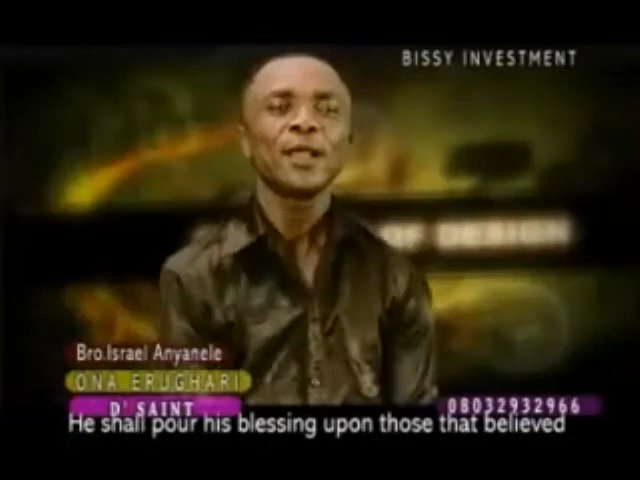 BISSY INVESTMENT
OF DESIGN
Bro.Israel Anyanele
ONA ERUGHARI
D' SAINT
08032932966
He shall pour his blessing upon those that believed